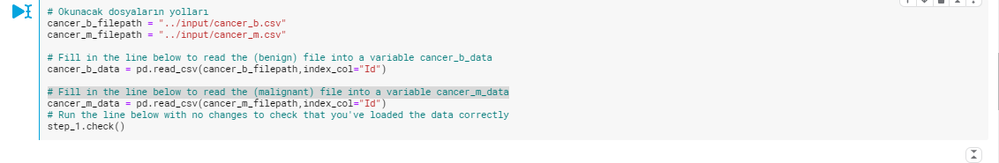 # Okunacak dosyaların yolları
cancer_b_filepath = "../input/cancer_b.csv"
cancer_m_filepath = "../input/cancer_m.csv"
# Fill in the line below to read the (benign) file into a variable cancer_b_data
cancer_b_data = pd.read_csv(cancer_b_filepath,index_col="Id")
# Fill in the line below to read the (malignant) file into a variable cancer_m_data
cancer_m_data = pd.read_csv(cancer_m_filepath,index_col="Id")
# Run the line below with no changes to check that you've loaded the data correctly
step_1.check()